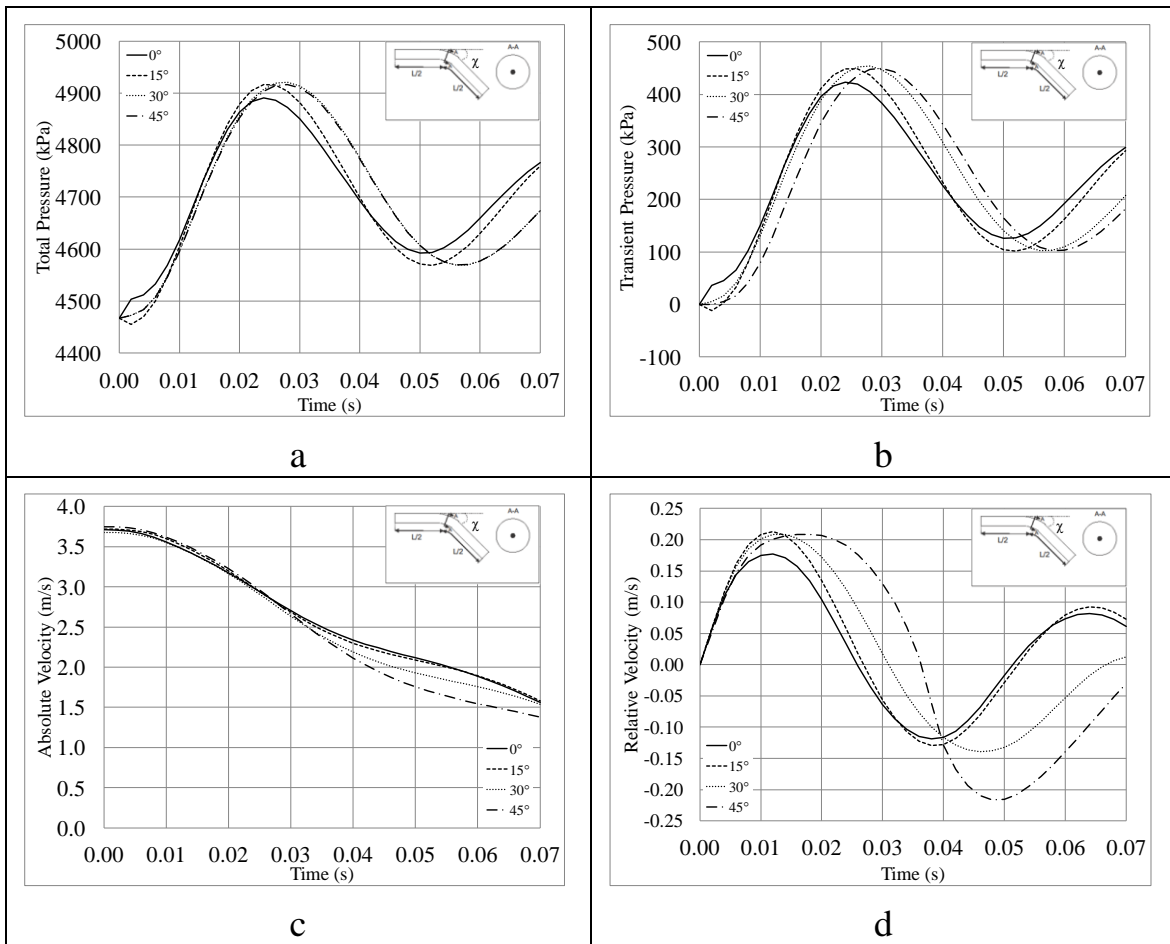 5000
4900
4800
4700
4600
4500
4400
Total Pressure (kPa)
0°
15°
30°
45°
A-A
A
χ
L/2
L/2
0.00 0.01 0.02 0.03 0.04 0.05 0.06 0.07
Time (s)
a
500
400
300
200
100
0
-100
Transient Pressure (kPa)
0°
15°
30°
45°
A-A
A
χ
L/2
L/2
0.00 0.01 0.02 0.03 0.04 0.05 0.06 0.07
Time (s)
b
4.0
3.5
3.0
2.5
2.0
1.5
1.0
0.5
0.0
Absolute Velocity (m/s)
A-A
A
χ
L/2
L/2
0°
15°
30°
45°
0.00 0.01 0.02 0.03 0.04 0.05 0.06 0.07
Time (s)
c
0.25
0.20
0.15
0.10
0.05
0.00
-0.05
-0.10
-0.15
-0.20
-0.25
Relative Velocity (m/s)
A-A
A
χ
L/2
L/2
0°
15°
30°
45°
0.00 0.01 0.02 0.03 0.04 0.05 0.06 0.07
Time (s)
d